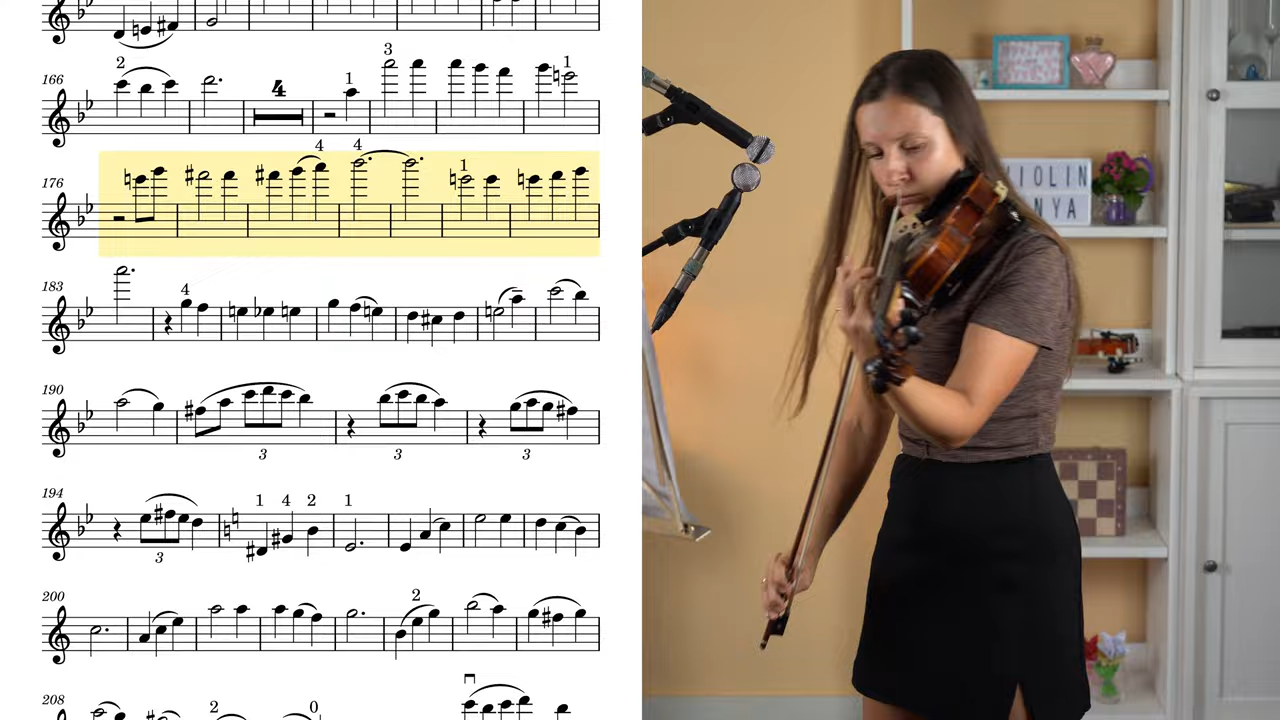 2 3
166 4 1 1
4 4
176 1
183 4
190
3 3 3
194 1 4 2 1
3
200 2
208 2 0
VIOLIN
NYA